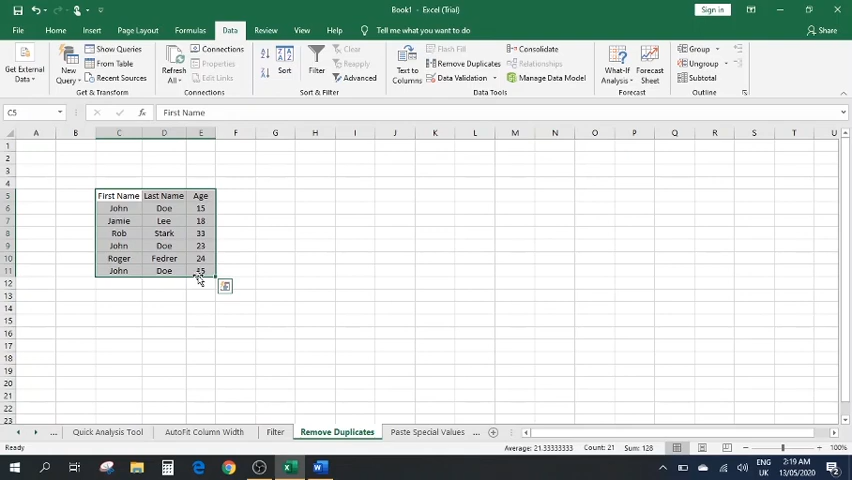 Book1 - Excel (Trial)
Sign in
File Home Insert Page Layout Formulas Data Review View Help Tell me what you want to do Share
Get External Data
New Query
Show Queries
From Table
Recent Sources
Get & Transform
Refresh All
Connections
Properties
Edit Links
Connections
Sort
Filter
Clear
Reapply
Advanced
Sort & Filter
Text to Columns
Flash Fill
Remove Duplicates
Data Validation
Consolidate
Relationships
Manage Data Model
Data Tools
What-If Analysis
Forecast Sheet
Forecast
Group
Ungroup
Subtotal
Outline
C5 fx First Name
A B C D E F G H I J K L M N O P Q R S T U
1
2
3
4
5 First Name Last Name Age
6 John Doe 15
7 Jamie Lee 18
8 Rob Stark 33
9 John Doe 23
10 Roger Fedrer 24
11 John Doe 15
12
13
14
15
16
17
18
19
20
21
22
23
... Quick Analysis Tool AutoFit Column Width Filter Remove Duplicates Paste Special Values ...
Ready Average: 21.33333333 Count: 21 Sum: 128 100%
ENG 2:19 AM
UK 13/05/2020 2